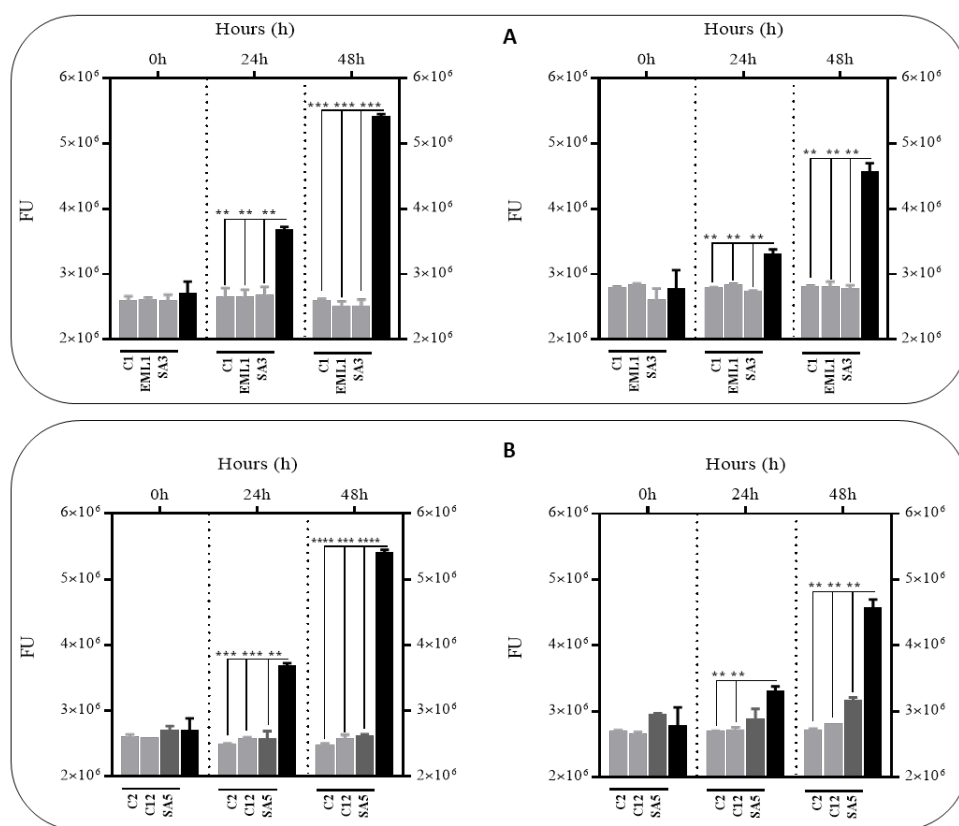 A
Hours (h)
0h 24h 48h
6×10⁶ 6×10⁶
5×10⁶ 5×10⁶
4×10⁶ 4×10⁶
3×10⁶ 3×10⁶
2×10⁶ 2×10⁶
FU
** ** **
*** *** ***
C1 EML1 SA3 C1 EML1 SA3 C1 EML1 SA3
Hours (h)
0h 24h 48h
6×10⁶ 6×10⁶
5×10⁶ 5×10⁶
4×10⁶ 4×10⁶
3×10⁶ 3×10⁶
2×10⁶ 2×10⁶
FU
** ** **
** ** **
C1 EML1 SA3 C1 EML1 SA3 C1 EML1 SA3
B
Hours (h)
0h 24h 48h
6×10⁶ 6×10⁶
5×10⁶ 5×10⁶
4×10⁶ 4×10⁶
3×10⁶ 3×10⁶
2×10⁶ 2×10⁶
FU
*** *** **
**** *** ****
C2 C12 SA5 C2 C12 SA5 C2 C12 SA5
Hours (h)
0h 24h 48h
6×10⁶ 6×10⁶
5×10⁶ 5×10⁶
4×10⁶ 4×10⁶
3×10⁶ 3×10⁶
2×10⁶ 2×10⁶
FU
** **
** ** **
C2 C12 SA5 C2 C12 SA5 C2 C12 SA5